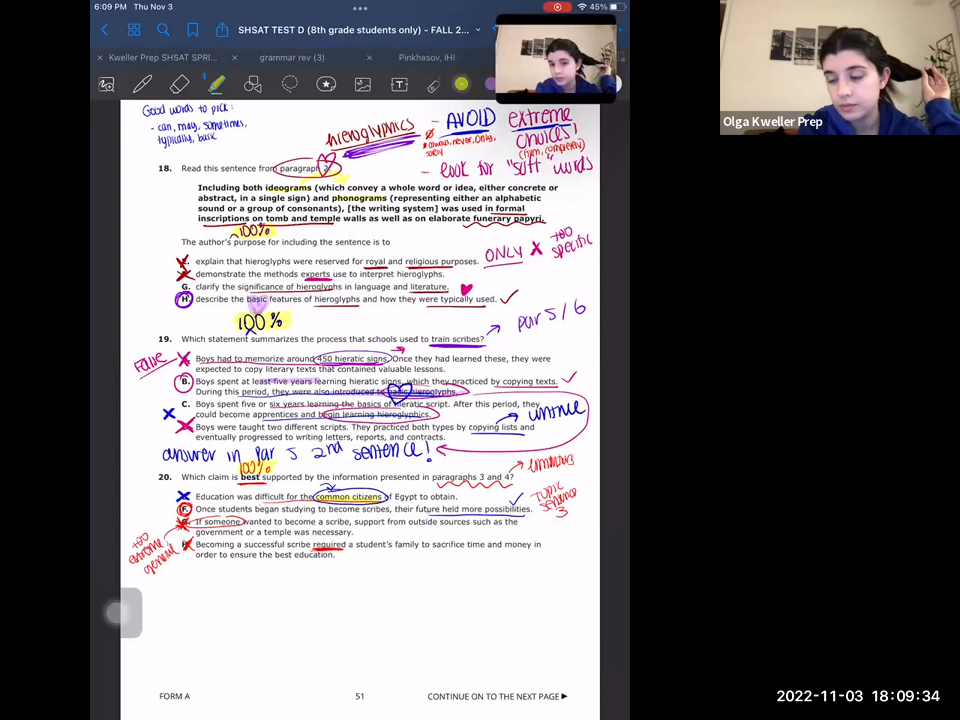 6:09 PM Thu Nov 3
45%
SHSAT TEST D (8th grade students only) — FALL 2...
Kweller Prep SHSAT SPRI...
grammar rev (3)
Pinkhasov, IHI
Olga Kweller Prep
Good words to pick:
- can, may, sometimes,
typically, basic
hieroglyphics
- AVOID extreme
choices!
always, never, only,
solely
(firm, completely)
- look for "soft" words
18. Read this sentence from paragraph 2.
Including both ideograms (which convey a whole word or idea, either concrete or
abstract, in a single sign) and phonograms (representing either an alphabetic
sound or a group of consonants), [the writing system] was used in formal
inscriptions on tomb and temple walls as well as on elaborate funerary papyri.
100%
The author's purpose for including the sentence is to
E. explain that hieroglyphs were reserved for royal and religious purposes.
ONLY X too
specific
demonstrate the methods experts use to interpret hieroglyphs.
G. clarify the significance of hieroglyphs in language and literature.
H. describe the basic features of hieroglyphs and how they were typically used.
100%
par 5/6
19. Which statement summarizes the process that schools used to train scribes?
False
Boys had to memorize around 450 hieratic signs. Once they had learned these, they were
expected to copy literary texts that contained valuable lessons.
B. Boys spent at least five years learning hieratic signs, which they practiced by copying texts.
During this period, they were also introduced to basic hieroglyphs.
C. Boys spent five or six years learning the basics of hieratic script. After this period, they
could become apprentices and begin learning hieroglyphics.
untrue
Boys were taught two different scripts. They practiced both types by copying lists and
eventually progressed to writing letters, reports, and contracts.
answer in par 5 2nd sentence!
100%
20. Which claim is best supported by the information presented in paragraphs 3 and 4?
Education was difficult for the common citizens of Egypt to obtain.
F. Once students began studying to become scribes, their future held more possibilities.
topic
sentence
3
If someone wanted to become a scribe, support from outside sources such as the
government or a temple was necessary.
too
extreme
general
Becoming a successful scribe required a student's family to sacrifice time and money in
order to ensure the best education.
FORM A
51
CONTINUE ON TO THE NEXT PAGE
2022-11-03 18:09:34